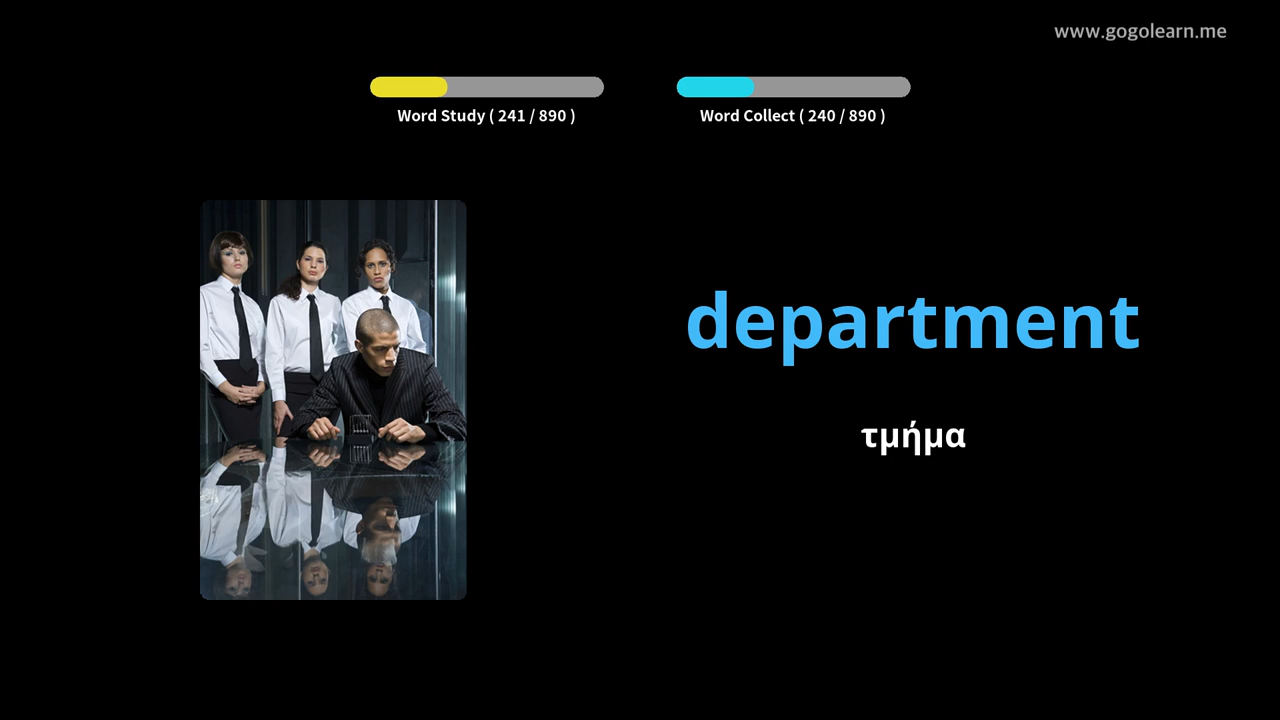 www.gogolearn.me
Word Study ( 241 / 890 )
Word Collect ( 240 / 890 )
department
τμήμα